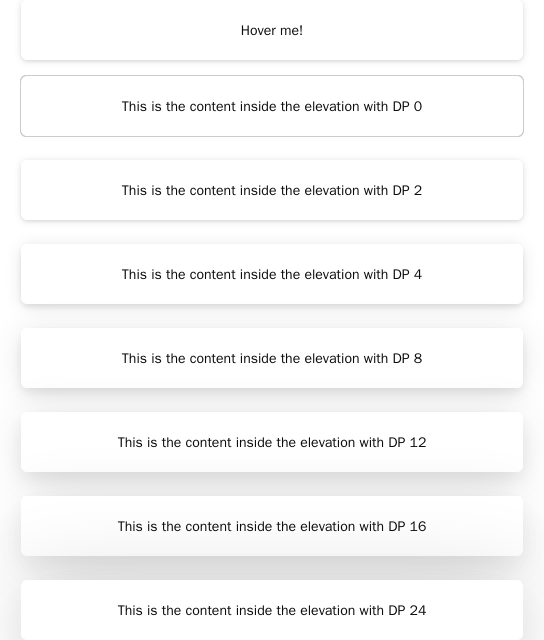 Hover me!
This is the content inside the elevation with DP 0
This is the content inside the elevation with DP 2
This is the content inside the elevation with DP 4
This is the content inside the elevation with DP 8
This is the content inside the elevation with DP 12
This is the content inside the elevation with DP 16
This is the content inside the elevation with DP 24